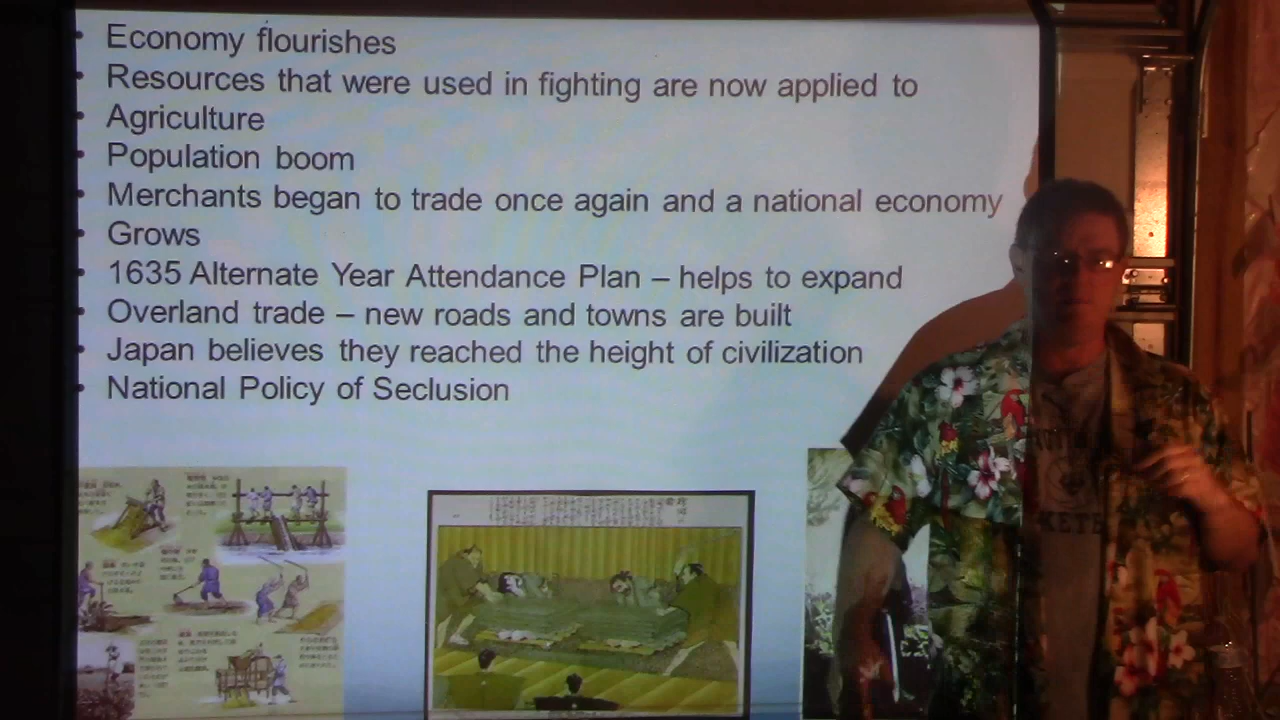 • Economy flourishes
• Resources that were used in fighting are now applied to
• Agriculture
• Population boom
• Merchants began to trade once again and a national economy
• Grows
• 1635 Alternate Year Attendance Plan – helps to expand
• Overland trade – new roads and towns are built
• Japan believes they reached the height of civilization
• National Policy of Seclusion